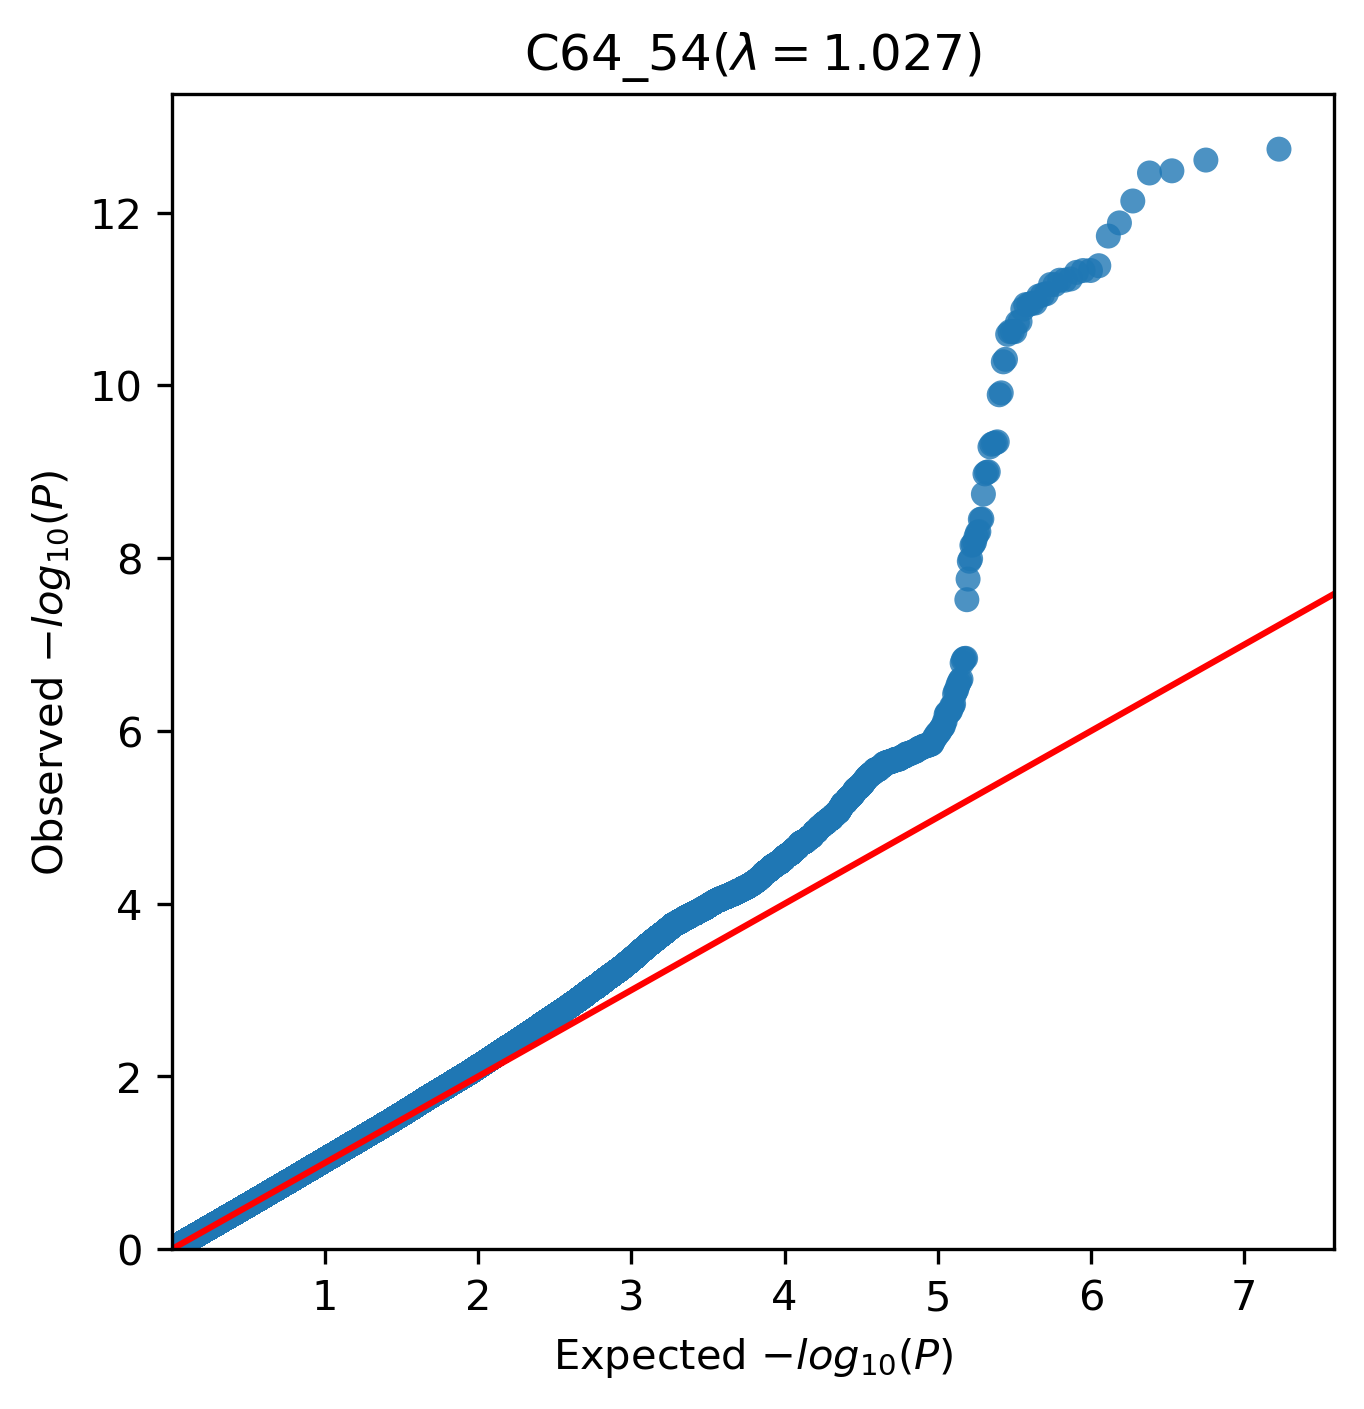 C64_54(λ = 1.027)
12
10
8
6
4
2
0
Observed −log₁₀(P)
1 2 3 4 5 6 7
Expected −log₁₀(P)